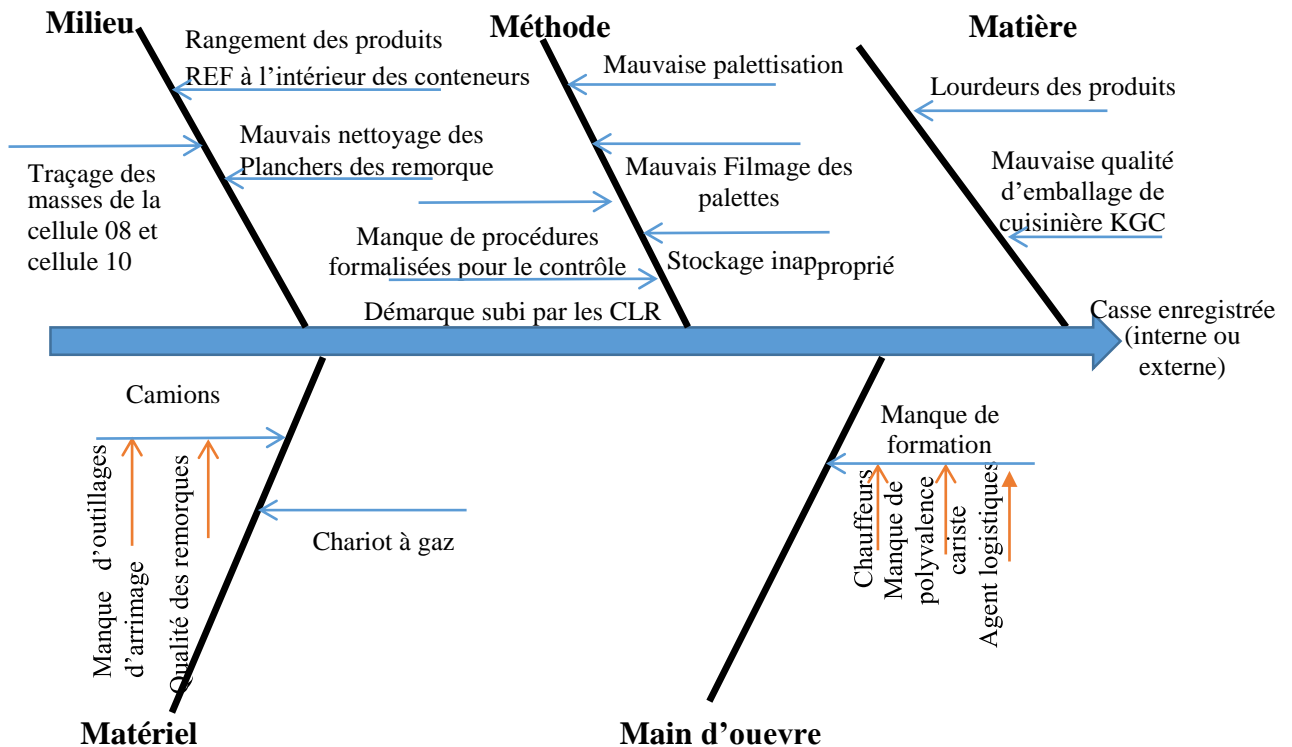 Milieu
Rangement des produits
REF à l'intérieur des conteneurs
Traçage des
masses de la
cellule 08 et
cellule 10
Mauvais nettoyage des
Planchers des remorque
Méthode
Mauvaise palettisation
Mauvais Filmage des
palettes
Manque de procédures
formalisées pour le contrôle
Stockage inapproprié
Démarque subi par les CLR
Matière
Lourdeurs des produits
Mauvaise qualité
d'emballage de
cuisinière KGC
Casse enregistrée
(interne ou
externe)
Camions
Manque d'outillages
d'arrimage
Qualité des remorques
Chariot à gaz
Matériel
Manque de
formation
Chauffeurs
Manque de
polyvalence
cariste
Agent logistiques
Main d'ouevre